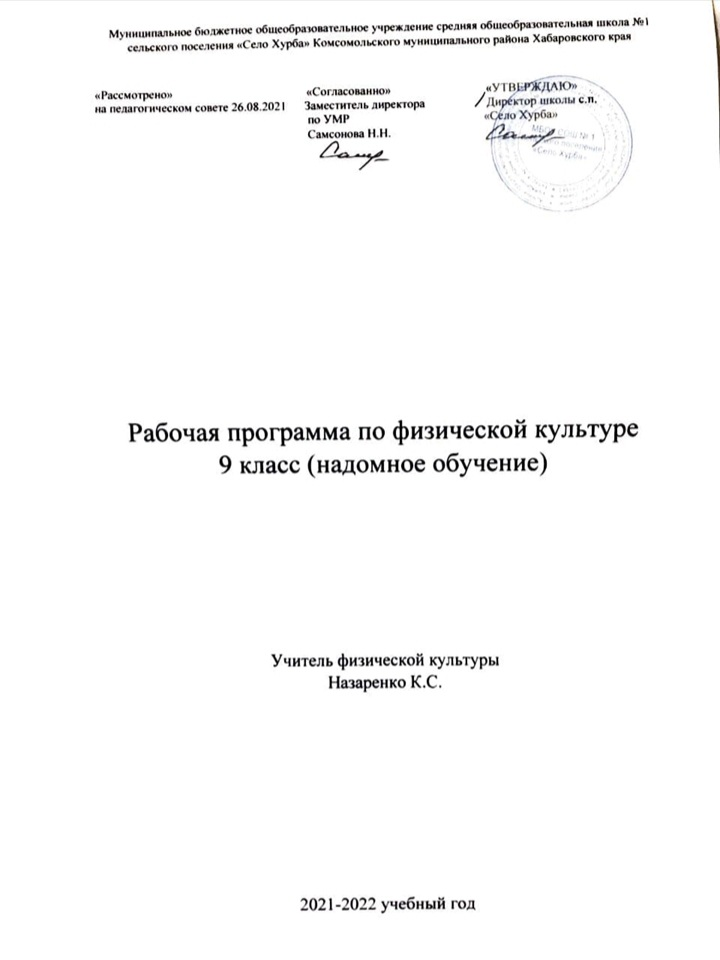 Муниципальное бюджетное общеобразовательное учреждение средняя общеобразовательная школа №1
сельского поселения «Село Хурба» Комсомольского муниципального района Хабаровского края
«Рассмотрено»
на педагогическом совете 26.08.2021
«Согласованно»
Заместитель директора
по УМР
Самсонова Н.Н.
«УТВЕРЖДАЮ»
Директор школы с.п.
«Село Хурба»
Рабочая программа по физической культуре
9 класс (надомное обучение)
Учитель физической культуры
Назаренко К.С.
2021-2022 учебный год